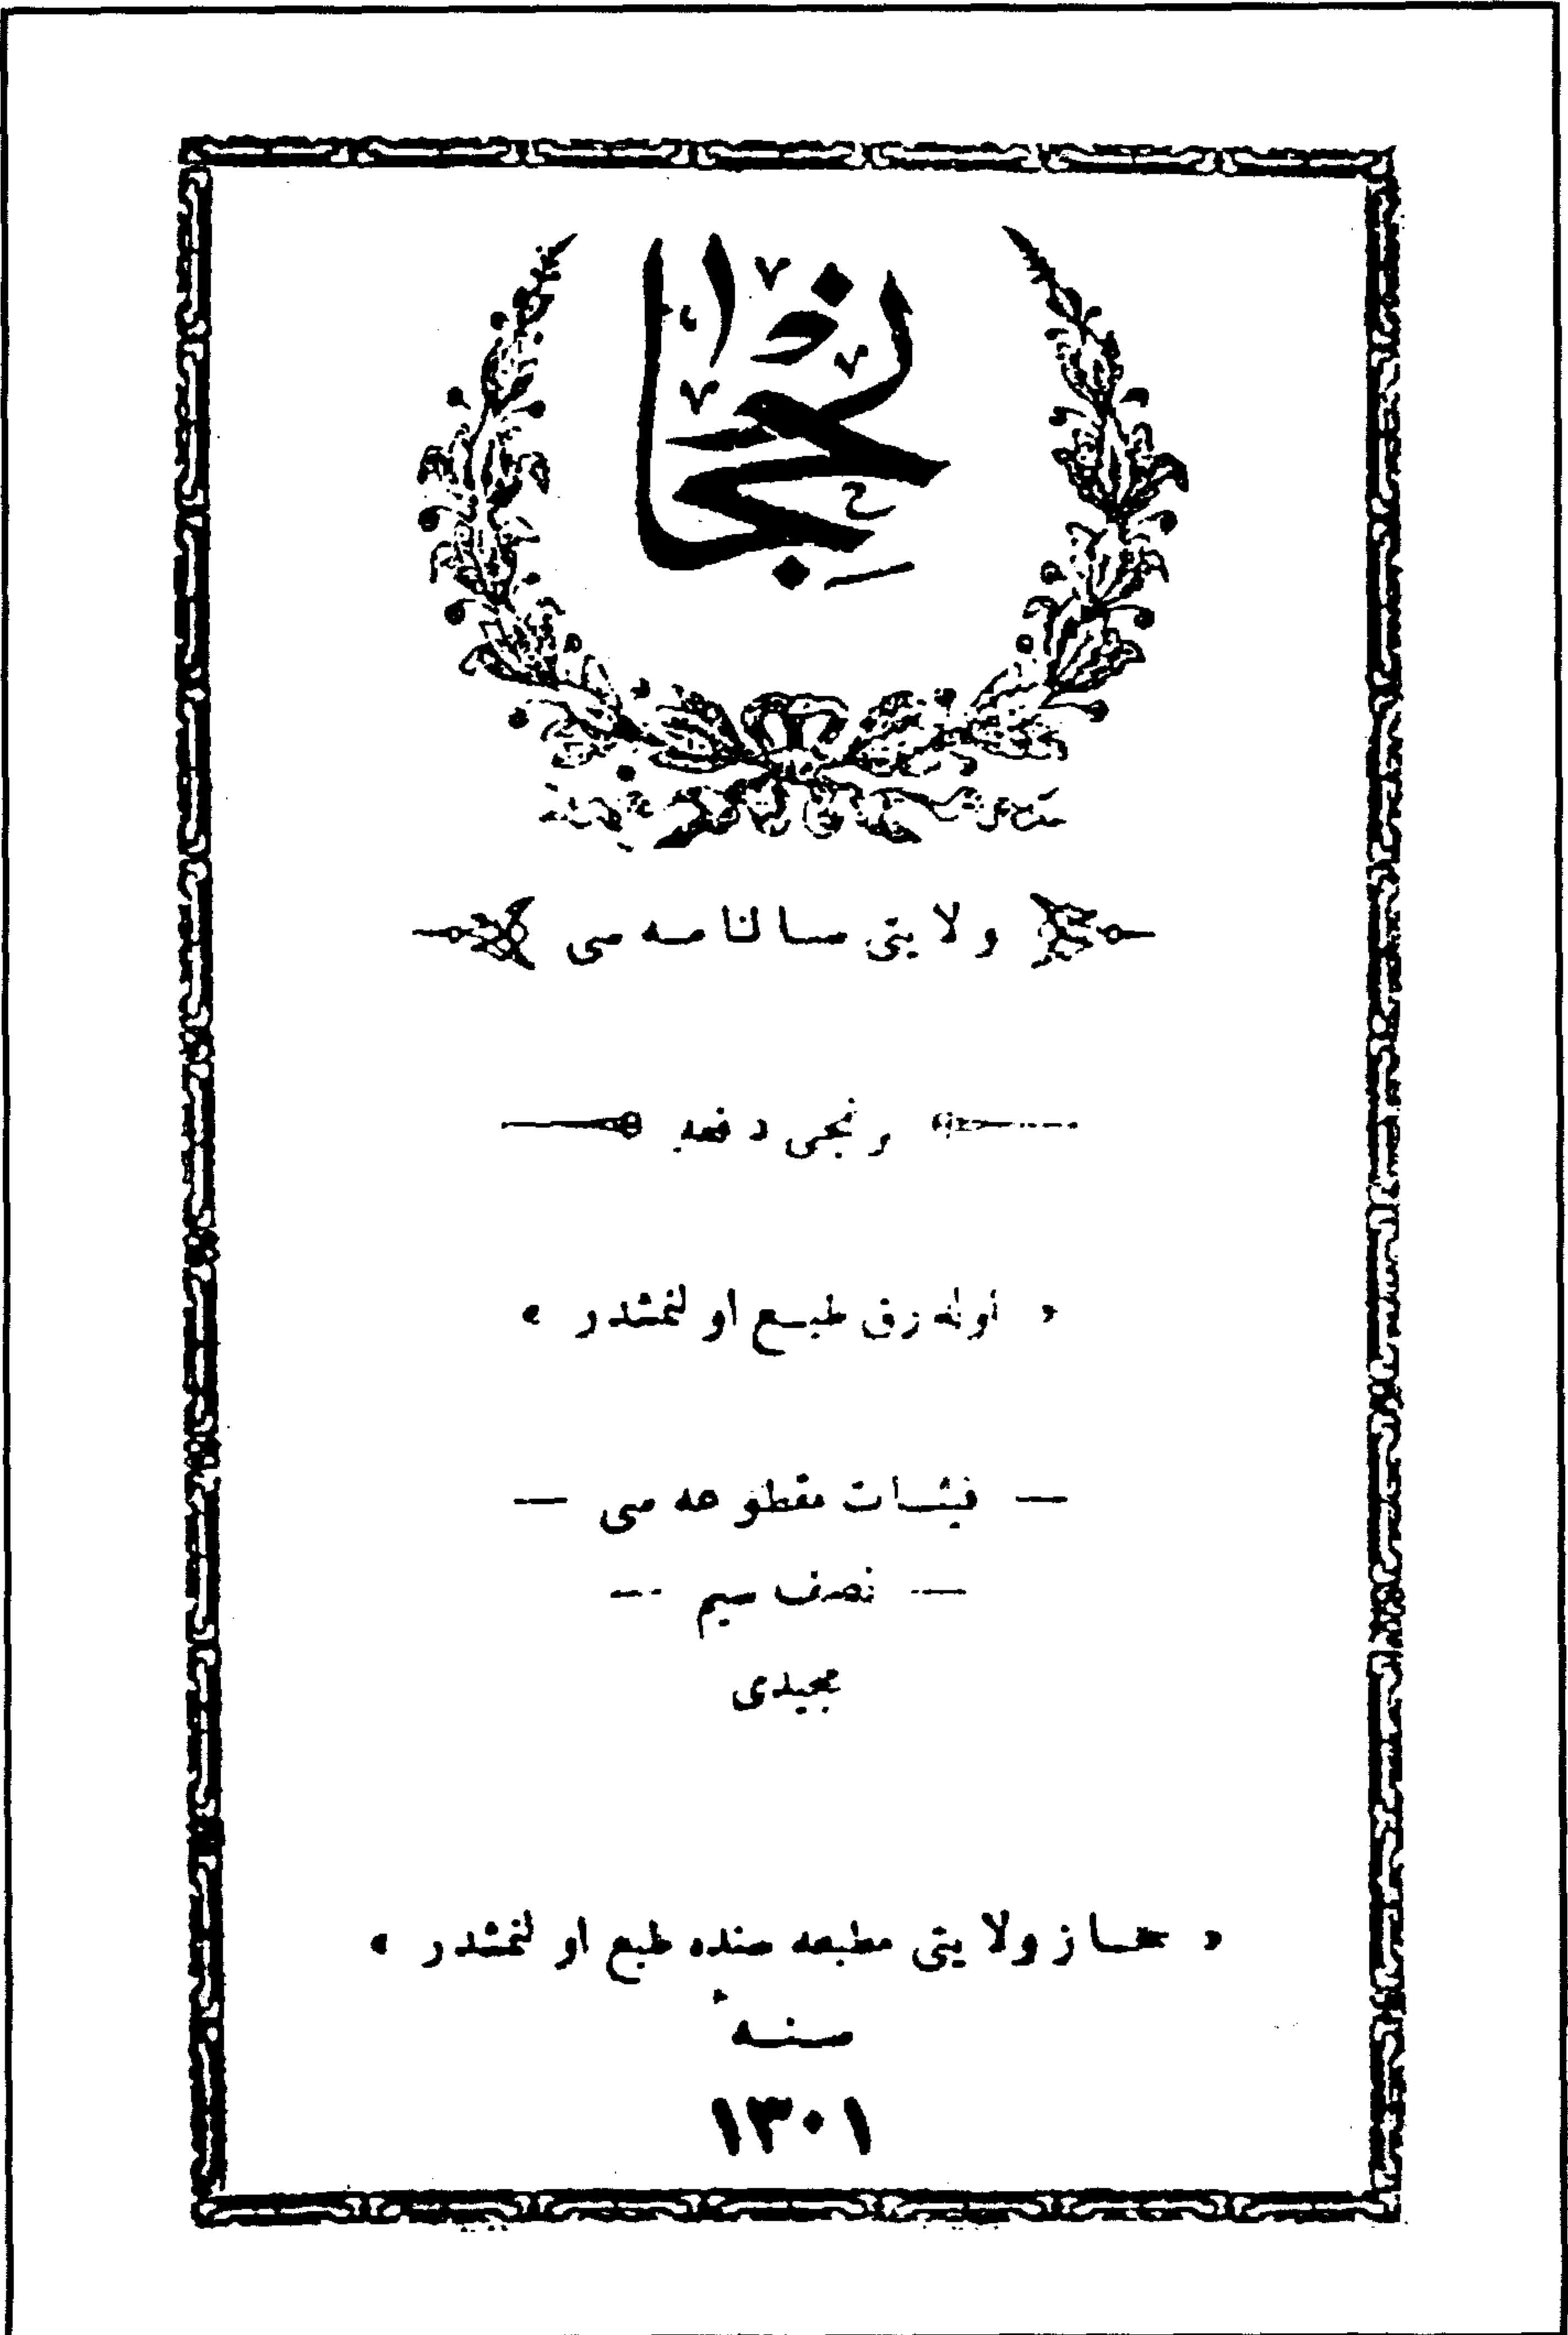 حجاز
ولایتی سالنامه سی
دفعه
اوله رق طبع اولنمشدر
فیئات مقطوعه سی
نصف سیم
مجیدی
حجاز ولایتی مطبعه سنده طبع اولنمشدر
سنه
١٣٠١